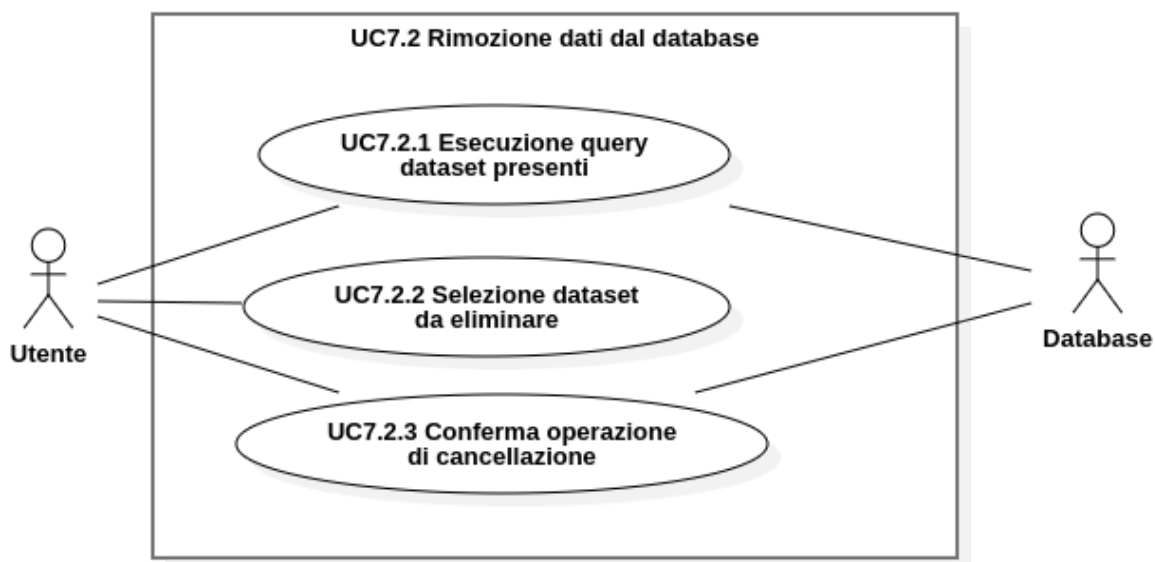 UC7.2 Rimozione dati dal database
UC7.2.1 Esecuzione query
dataset presenti
UC7.2.2 Selezione dataset
da eliminare
UC7.2.3 Conferma operazione
di cancellazione
Utente
Database